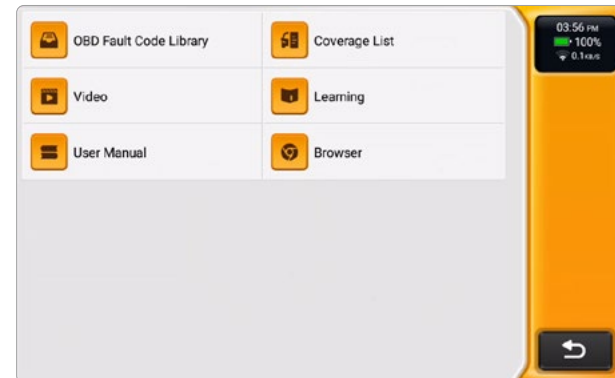 OBD Fault Code Library
Coverage List
Video
Learning
User Manual
Browser
03:56 PM
100%
0.1KB/S